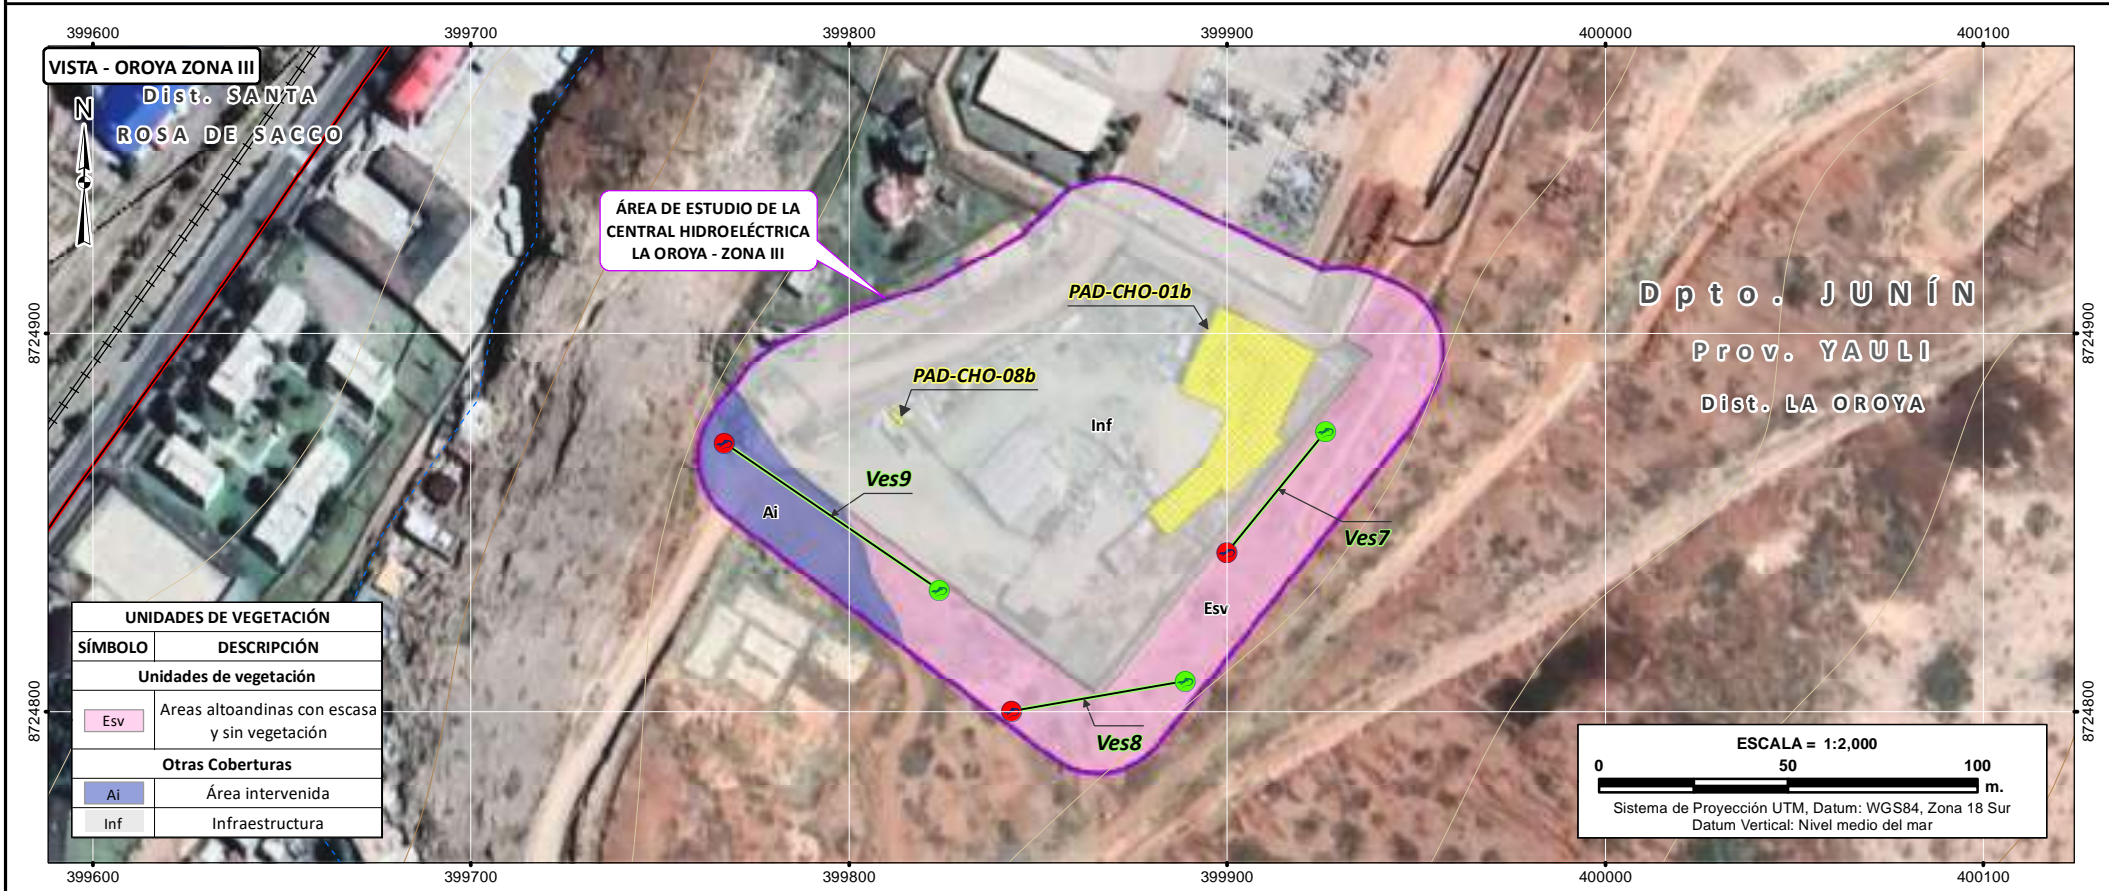 399600 399700 399800 399900 400000 400100
VISTA - OROYA ZONA III
Dist. SANTA
ROSA DE SACCO
N
ÁREA DE ESTUDIO DE LA
CENTRAL HIDROELÉCTRICA
LA OROYA - ZONA III
PAD-CHO-01b
Dpto. JUNÍN
8724900 8724900
Prov. YAULI
PAD-CHO-08b
Dist. LA OROYA
Inf
Ves9
Ai
Ves7
Esv
UNIDADES DE VEGETACIÓN
SÍMBOLO DESCRIPCIÓN
Unidades de vegetación
Esv Areas altoandinas con escasa
y sin vegetación
Otras Coberturas
Ai Área intervenida
Inf Infraestructura
8724800 8724800
Ves8
ESCALA = 1:2,000
0 50 100
m.
Sistema de Proyección UTM, Datum: WGS84, Zona 18 Sur
Datum Vertical: Nivel medio del mar
399600 399700 399800 399900 400000 400100